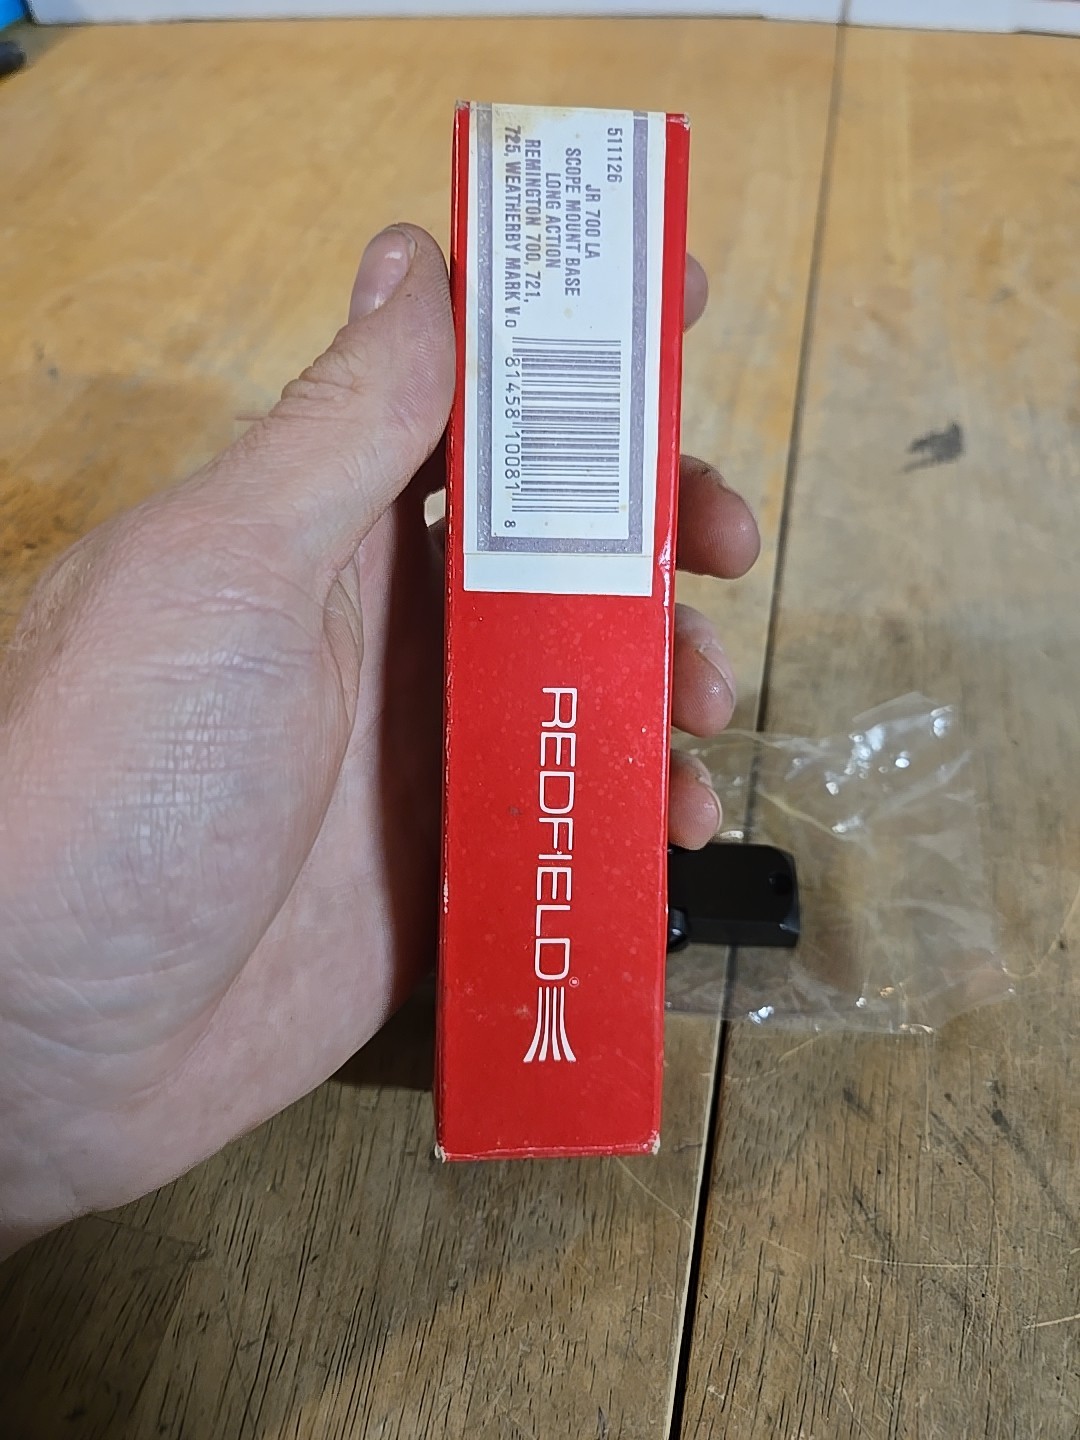 511126
JR 700 LA
SCOPE MOUNT BASE
LONG ACTION
REMINGTON 700, 721,
725, WEATHERBY MARK V.
0 81458 10081 8
REDFIELD®